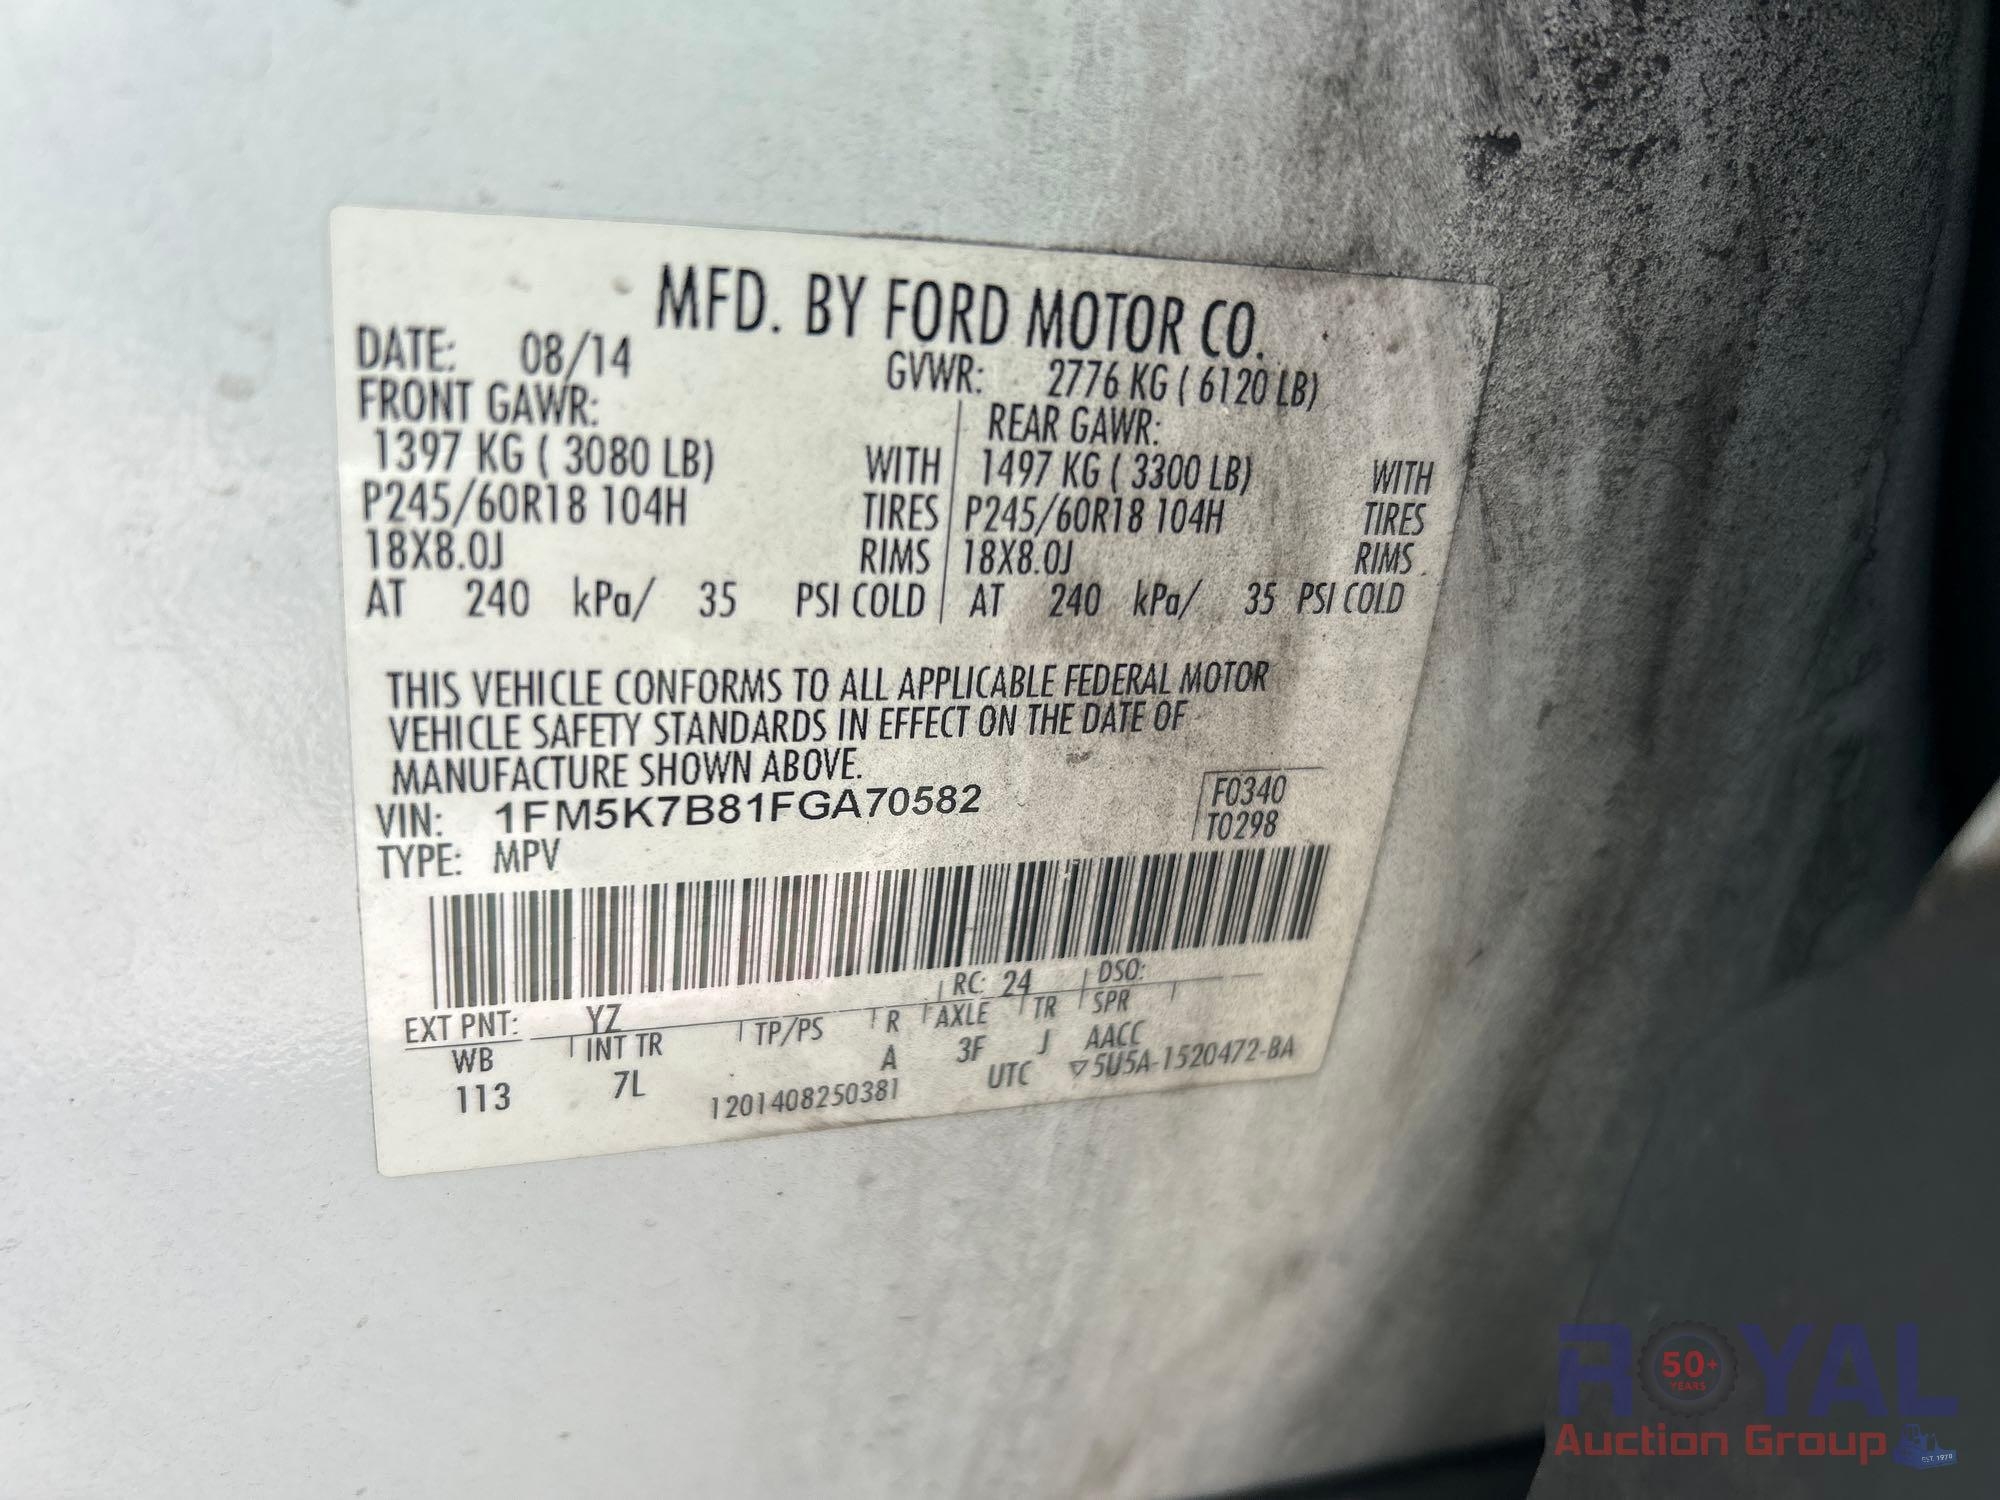 MFD. BY FORD MOTOR CO.
DATE: 08/14 GVWR: 2776 KG ( 6120 LB)
FRONT GAWR: REAR GAWR:
1397 KG ( 3080 LB) WITH 1497 KG ( 3300 LB) WITH
P245/60R18 104H TIRES P245/60R18 104H TIRES
18X8.0J RIMS 18X8.0J RIMS
AT 240 kPa/ 35 PSI COLD AT 240 kPa/ 35 PSI COLD
THIS VEHICLE CONFORMS TO ALL APPLICABLE FEDERAL MOTOR
VEHICLE SAFETY STANDARDS IN EFFECT ON THE DATE OF
MANUFACTURE SHOWN ABOVE.
VIN: 1FM5K7B81FGA70582 F0340
TYPE: MPV T0298
EXT PNT: YZ RC: 24 DSO:
WB INT TR TP/PS R AXLE TR SPR
113 7L A 3F J AACC
1201408250381 UTC ▽5U5A-1520472-BA
ROYAL
50+
YEARS
Auction Group
EST. 1970